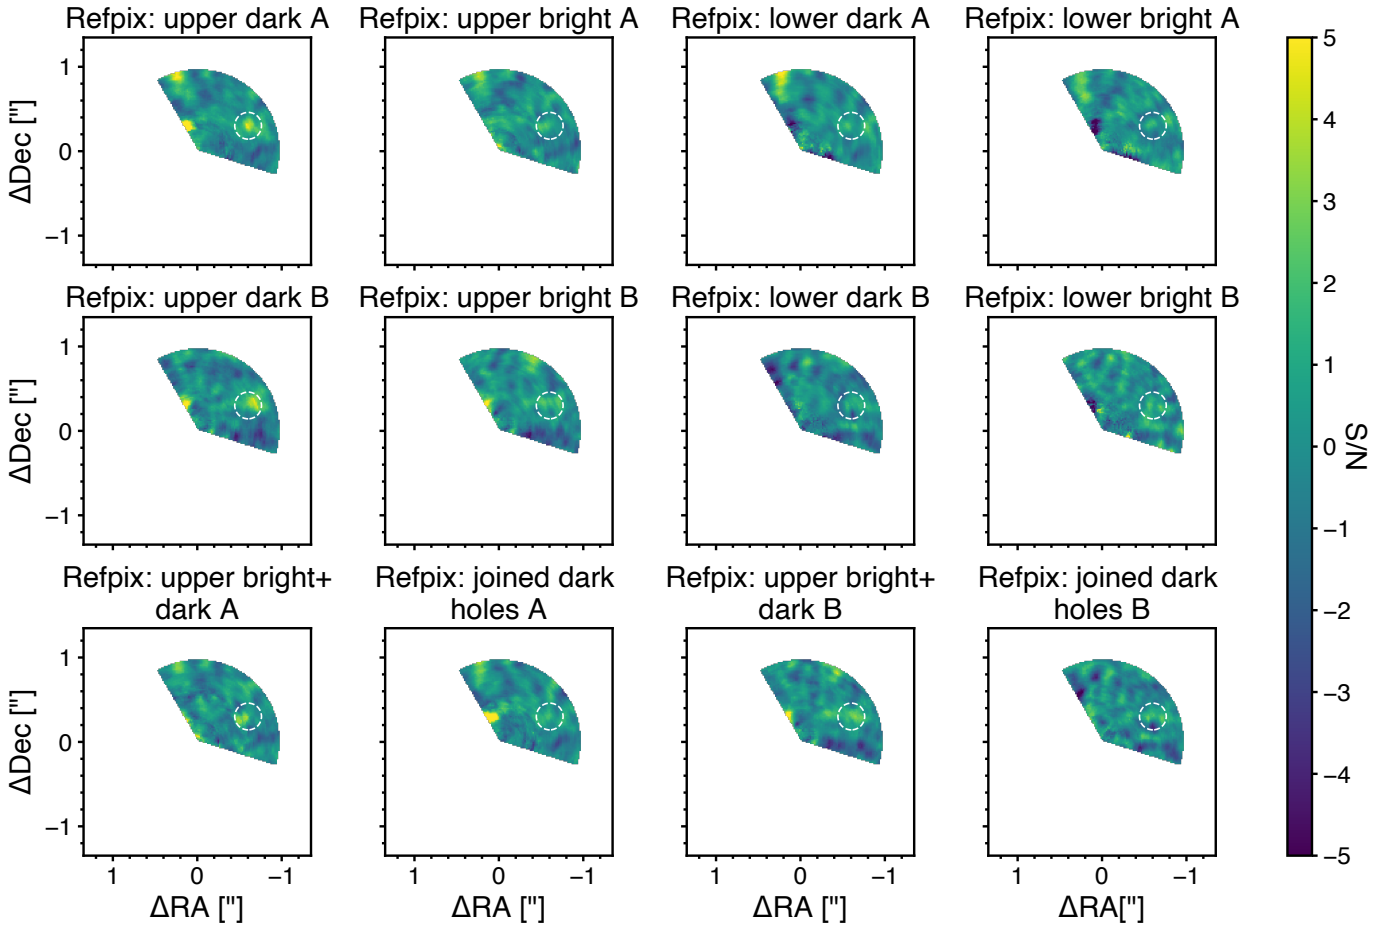 Refpix: upper dark A
Refpix: upper bright A
Refpix: lower dark A
Refpix: lower bright A
5
4
3
2
1
0
−1
−2
−3
−4
−5
S/N
ΔDec ["]
1
0
−1
Refpix: upper dark B
Refpix: upper bright B
Refpix: lower dark B
Refpix: lower bright B
ΔDec ["]
1
0
−1
Refpix: upper bright+
dark A
Refpix: joined dark
holes A
Refpix: upper bright+
dark B
Refpix: joined dark
holes B
ΔDec ["]
1
0
−1
1 0 −1
1 0 −1
1 0 −1
1 0 −1
ΔRA ["]
ΔRA ["]
ΔRA ["]
ΔRA["]